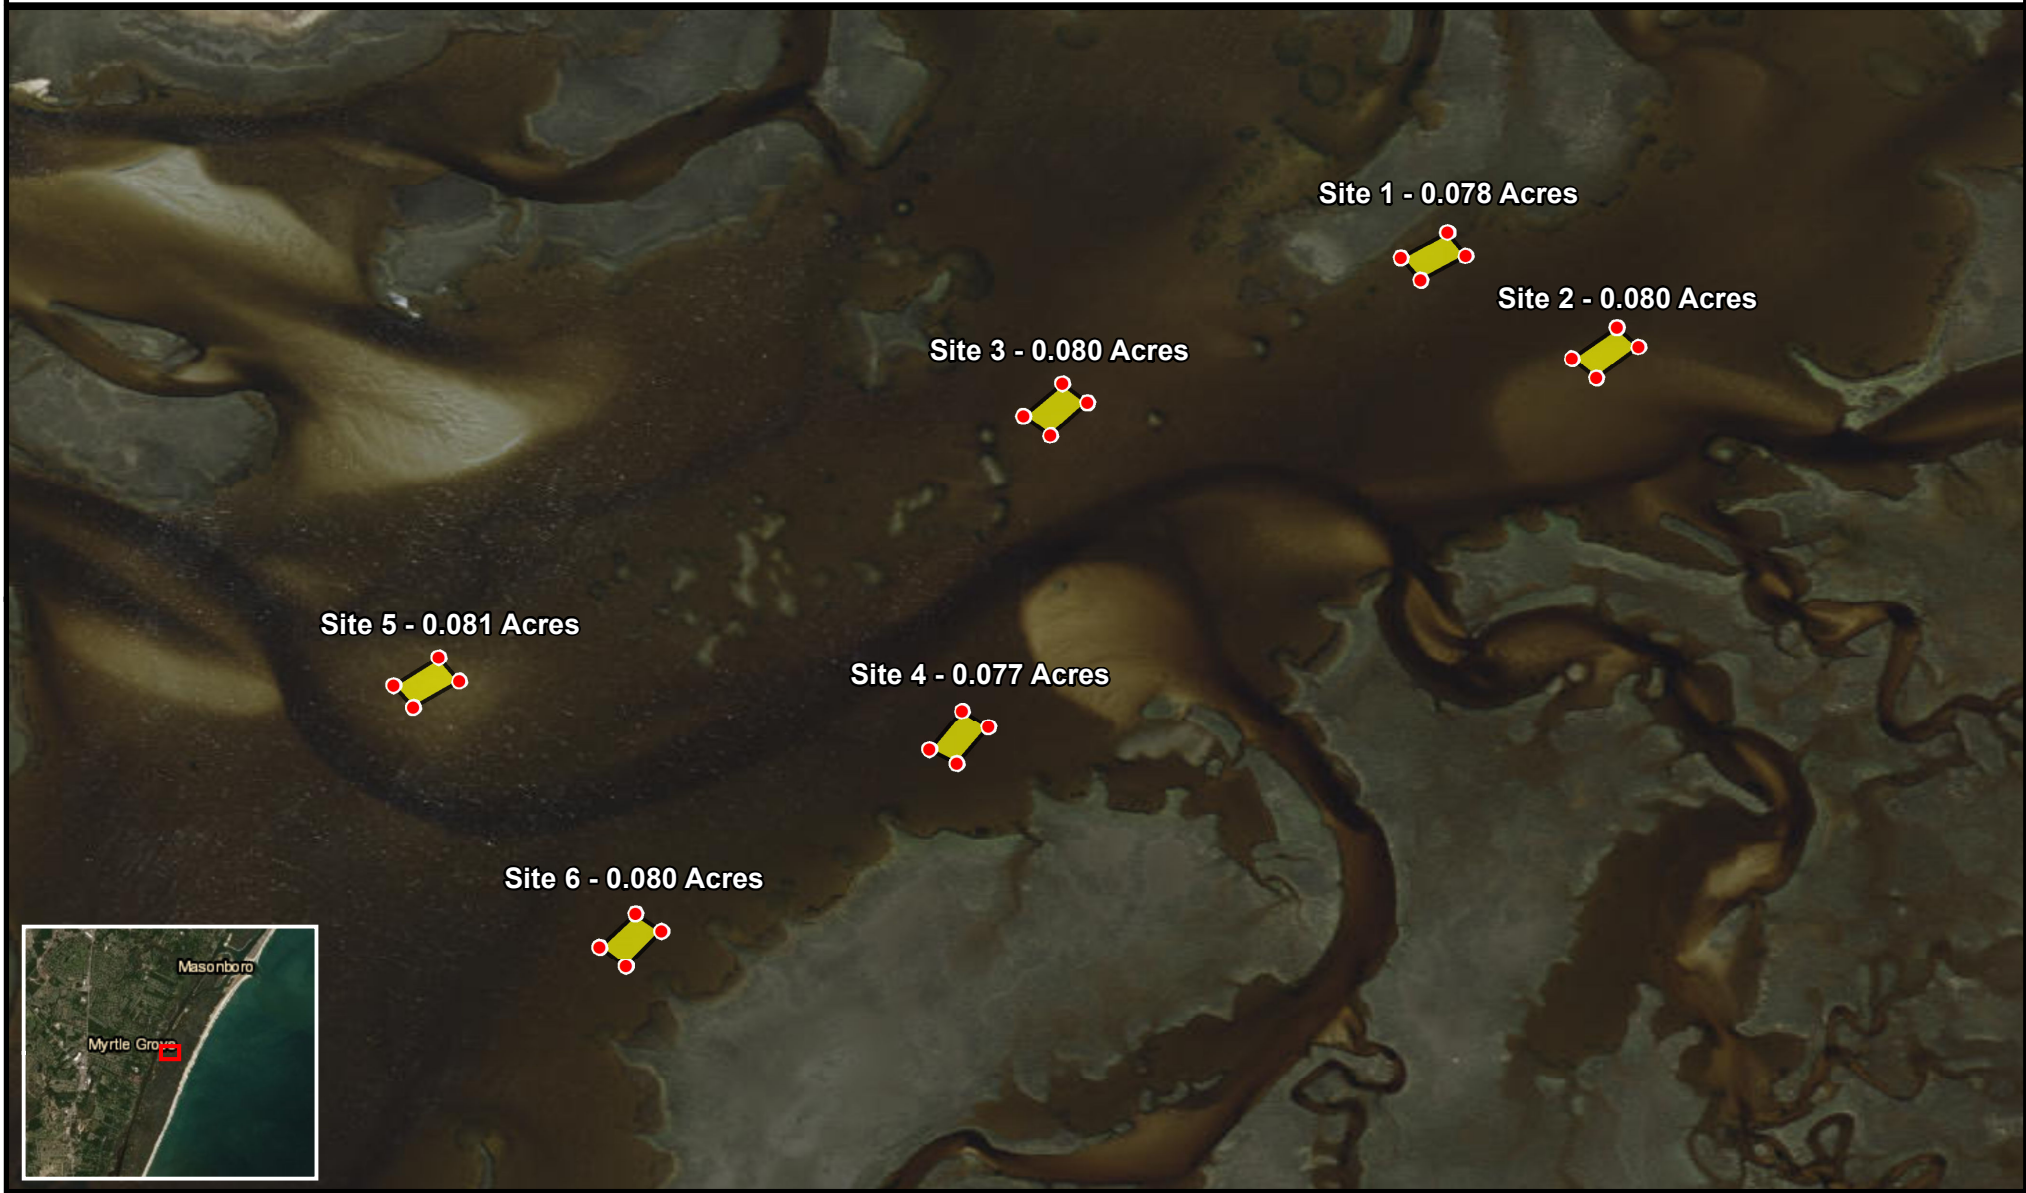 Site 1 - 0.078 Acres
Site 2 - 0.080 Acres
Site 3 - 0.080 Acres
Site 5 - 0.081 Acres
Site 4 - 0.077 Acres
Site 6 - 0.080 Acres
Masonboro
Myrtle Grove